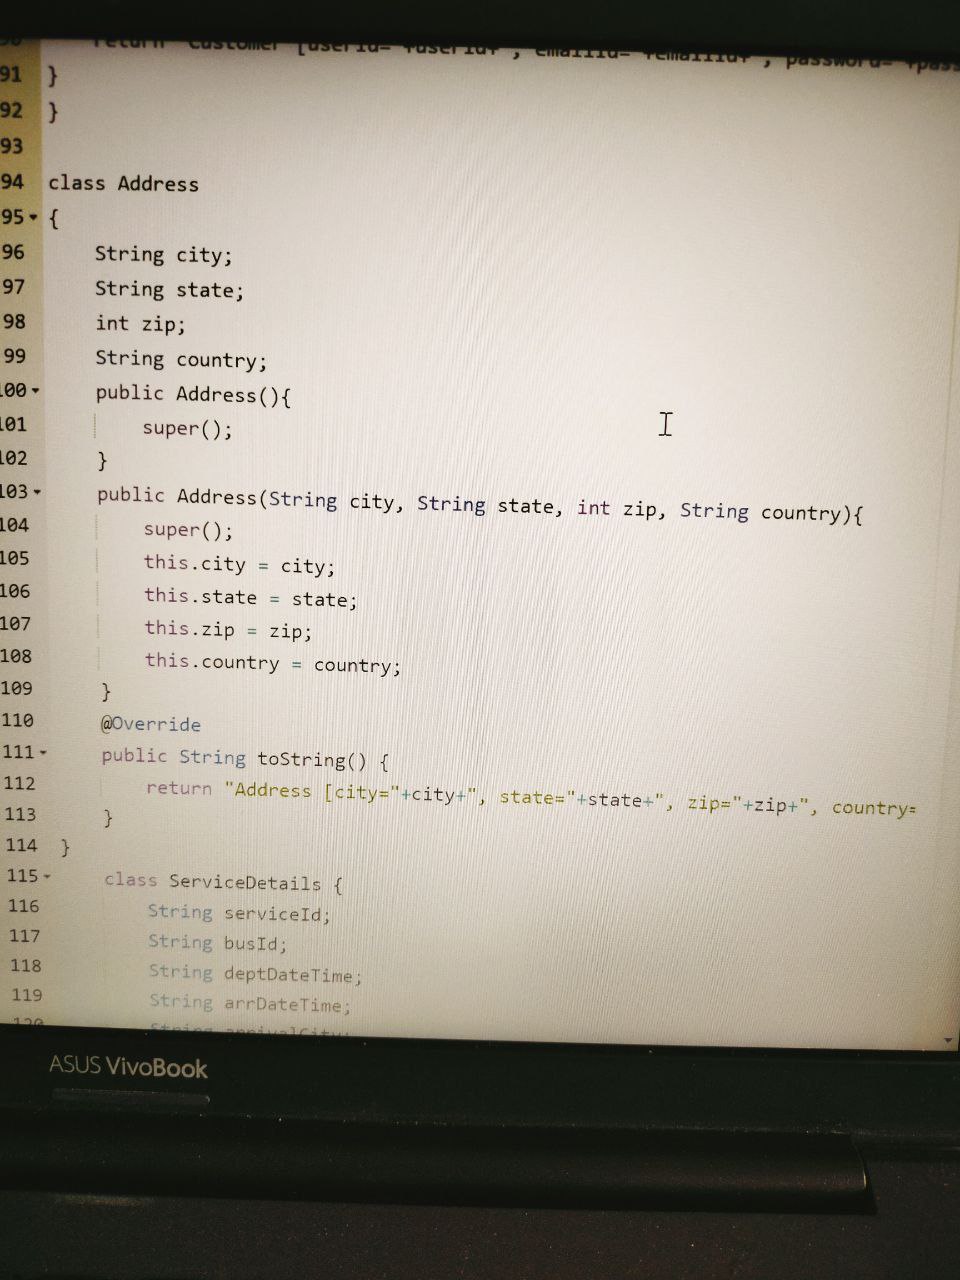 return "Customer [userId="+userId+", emailId="+emailId+", password="+pass
91 }
92 }
93
94 class Address
95 {
96 String city;
97 String state;
98 int zip;
99 String country;
100 public Address(){
101 super();
102 }
103 public Address(String city, String state, int zip, String country){
104 super();
105 this.city = city;
106 this.state = state;
107 this.zip = zip;
108 this.country = country;
109 }
110 @Override
111 public String toString() {
112 return "Address [city="+city+", state="+state+", zip="+zip+", country=
113 }
114 }
115 class ServiceDetails {
116 String serviceId;
117 String busId;
118 String deptDateTime;
119 String arrDateTime;
120 String arrivalCity;
ASUS VivoBook